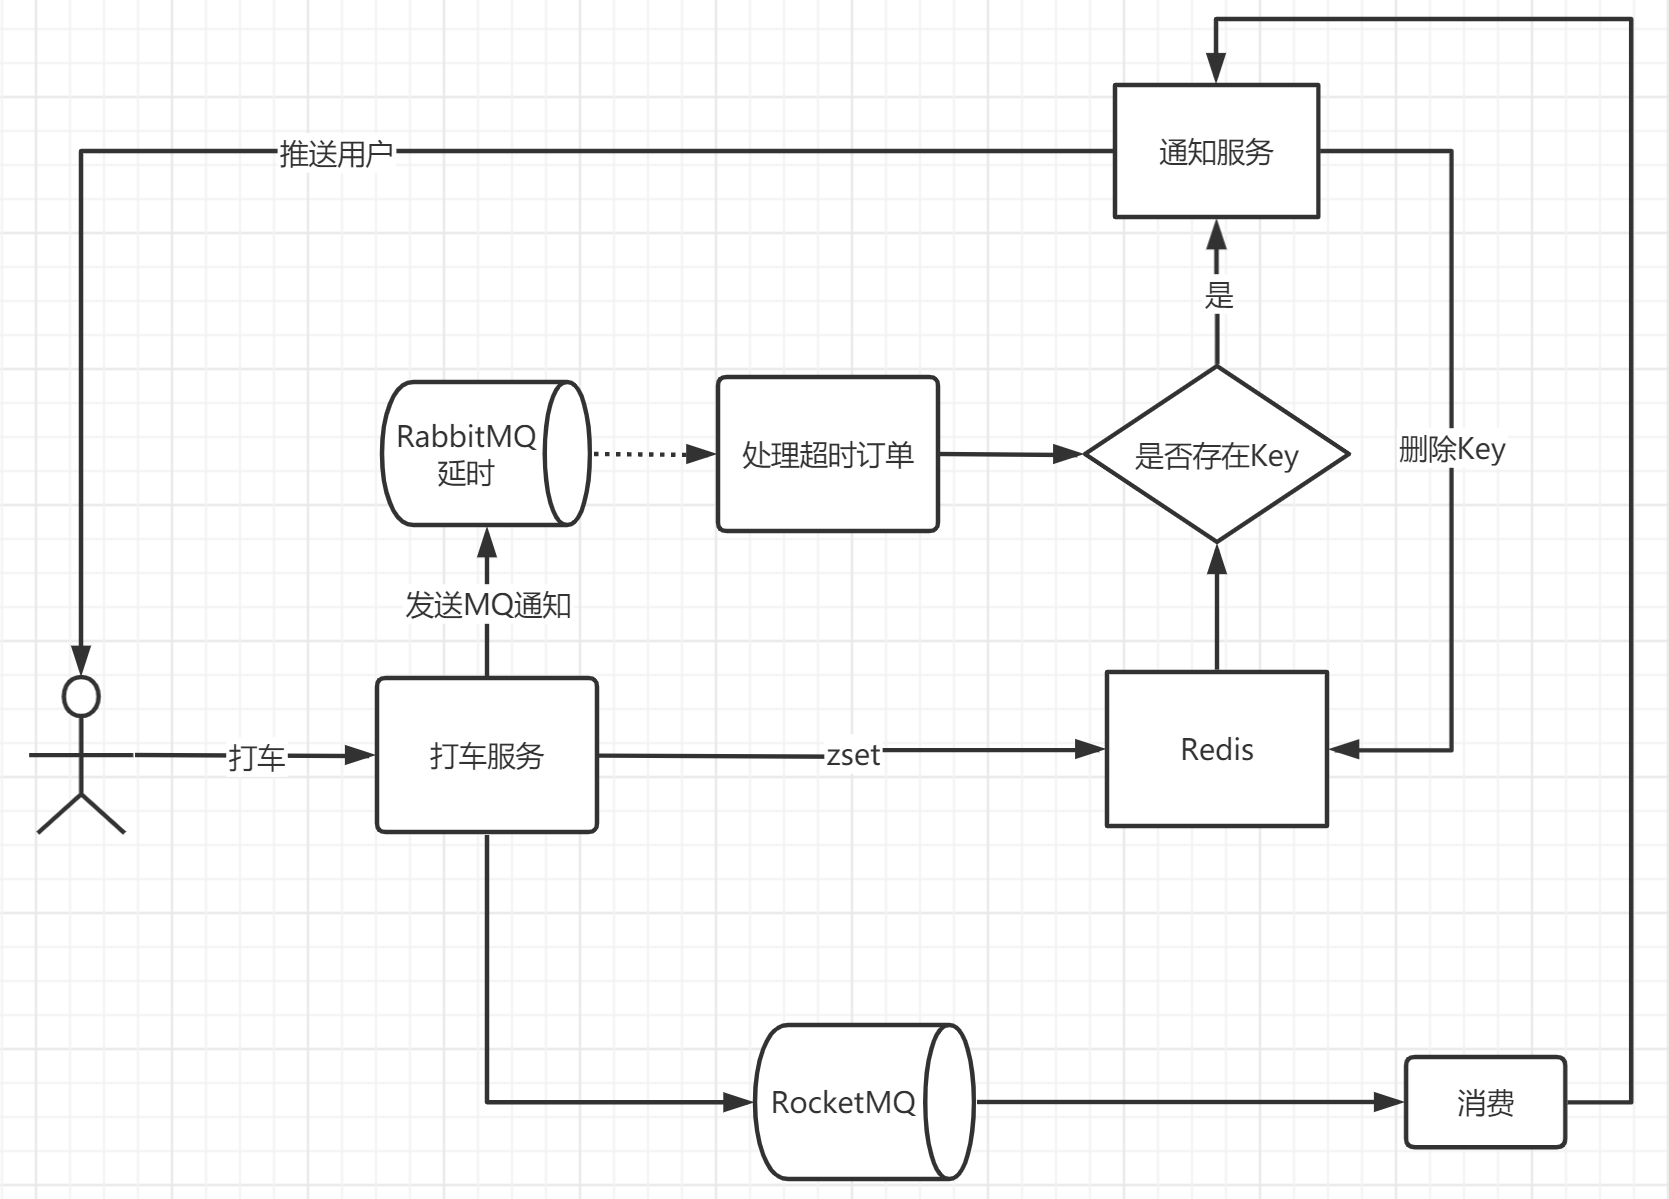 通知服务
推送用户
是
RabbitMQ
延时
处理超时订单
是否存在Key
删除Key
发送MQ通知
打车
打车服务
zset
Redis
RocketMQ
消费